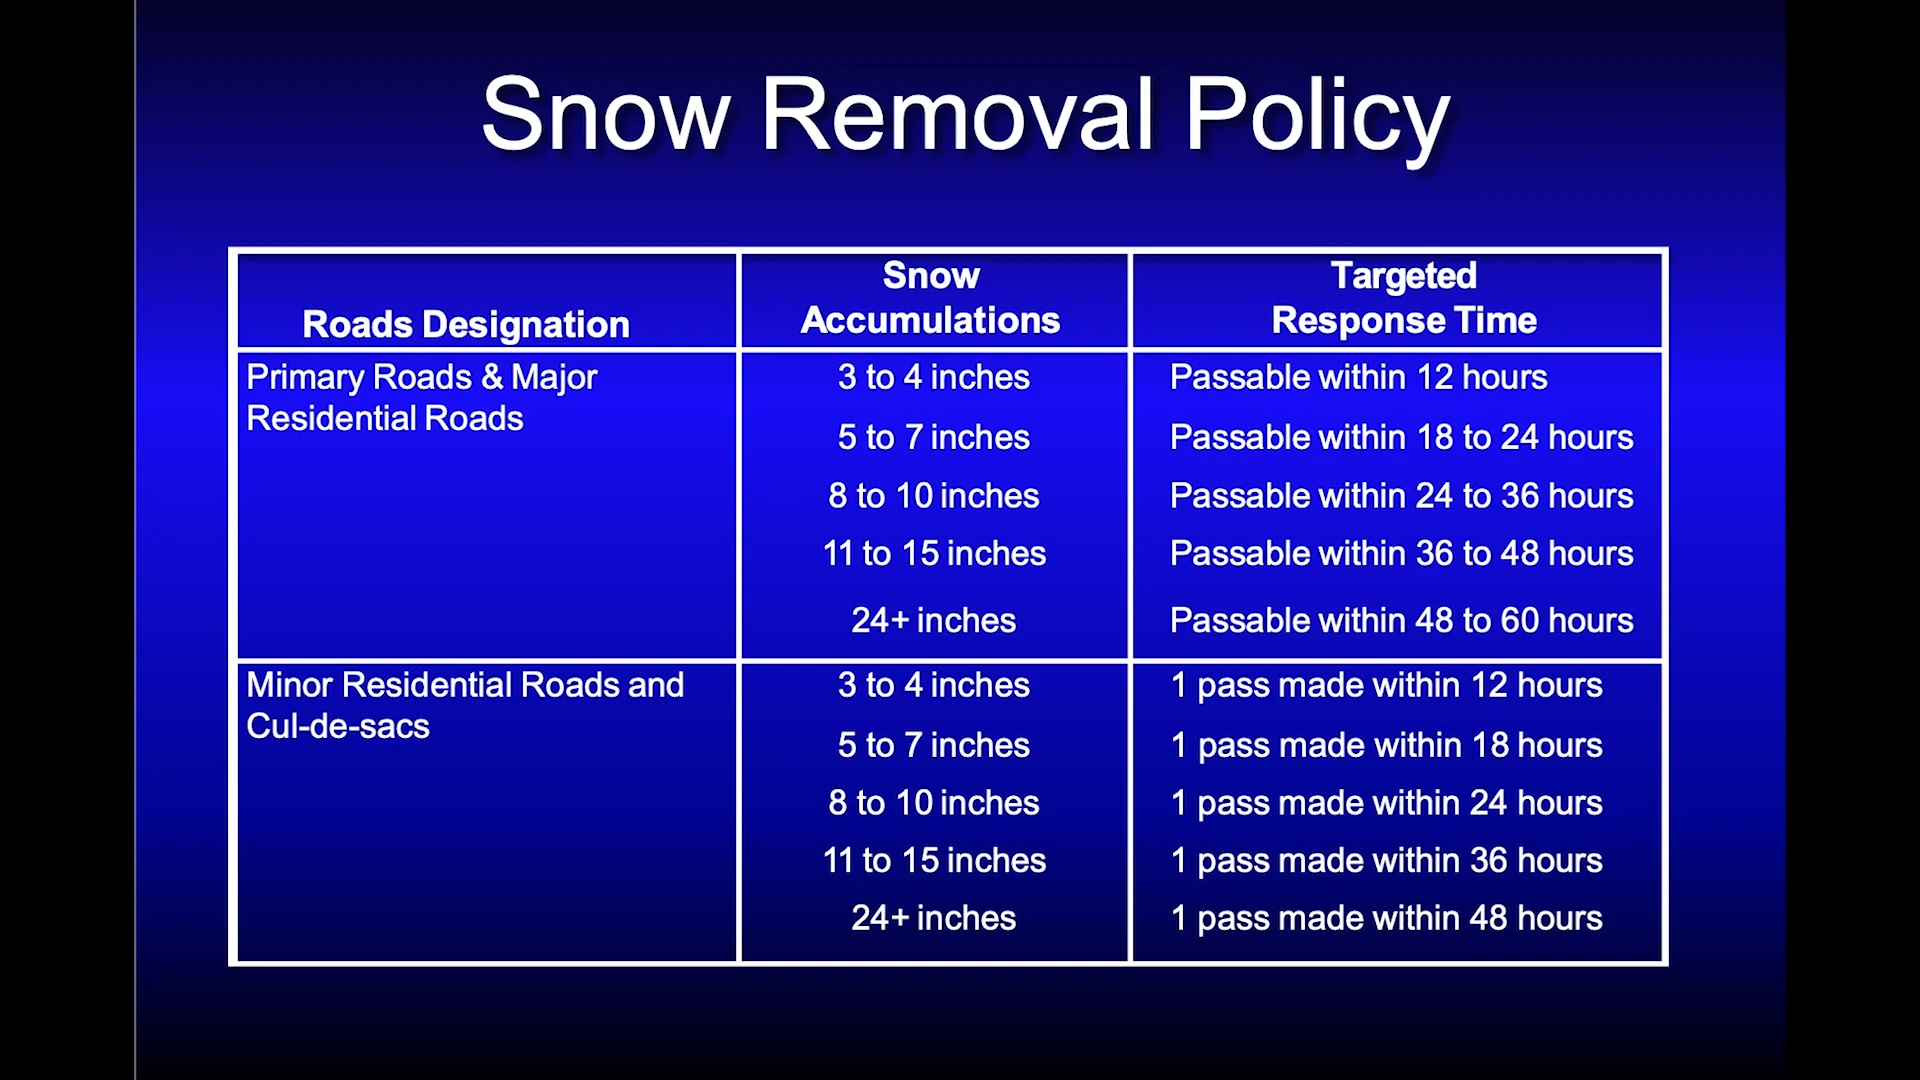 Snow Removal Policy
Roads Designation
Snow
Accumulations
Targeted
Response Time
Primary Roads & Major
Residential Roads
3 to 4 inches
Passable within 12 hours
5 to 7 inches
Passable within 18 to 24 hours
8 to 10 inches
Passable within 24 to 36 hours
11 to 15 inches
Passable within 36 to 48 hours
24+ inches
Passable within 48 to 60 hours
Minor Residential Roads and
Cul-de-sacs
3 to 4 inches
1 pass made within 12 hours
5 to 7 inches
1 pass made within 18 hours
8 to 10 inches
1 pass made within 24 hours
11 to 15 inches
1 pass made within 36 hours
24+ inches
1 pass made within 48 hours